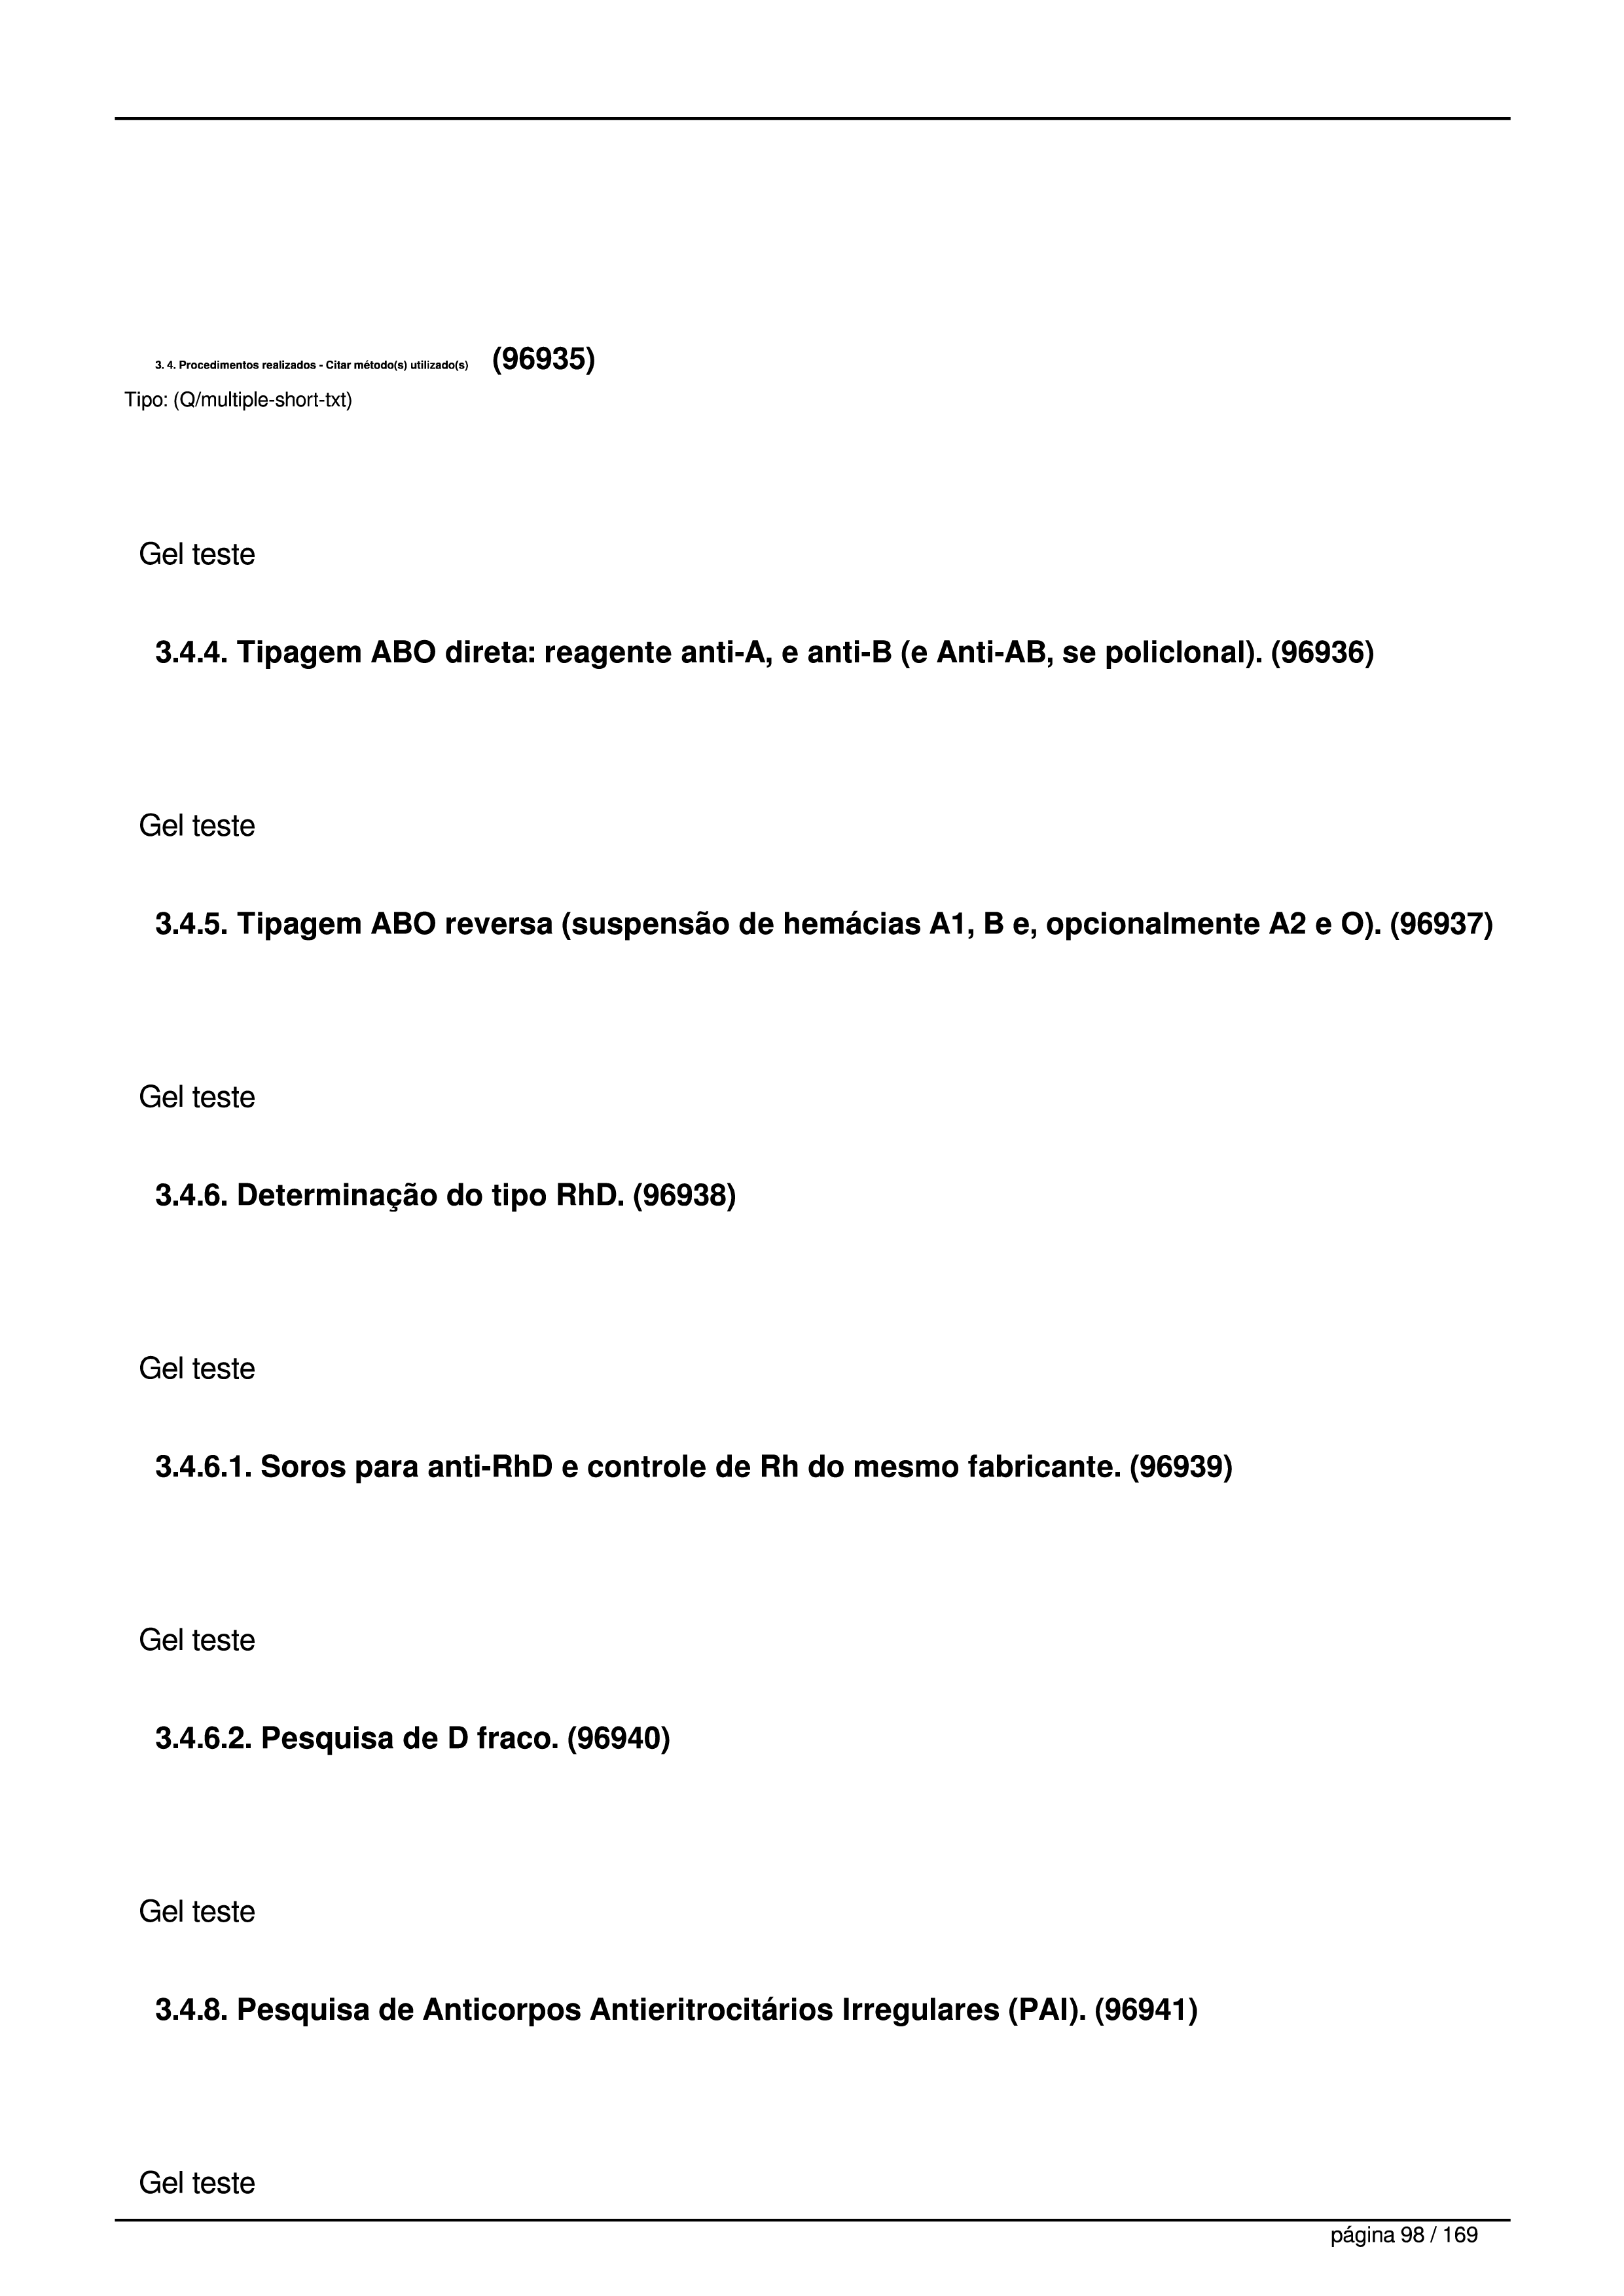 3. 4. Procedimentos realizados - Citar método(s) utilizado(s) (96935)
Tipo: (Q/multiple-short-txt)
Gel teste
3.4.4. Tipagem ABO direta: reagente anti-A, e anti-B (e Anti-AB, se policlonal). (96936)
Gel teste
3.4.5. Tipagem ABO reversa (suspensão de hemácias A1, B e, opcionalmente A2 e O). (96937)
Gel teste
3.4.6. Determinação do tipo RhD. (96938)
Gel teste
3.4.6.1. Soros para anti-RhD e controle de Rh do mesmo fabricante. (96939)
Gel teste
3.4.6.2. Pesquisa de D fraco. (96940)
Gel teste
3.4.8. Pesquisa de Anticorpos Antieritrocitários Irregulares (PAI). (96941)
Gel teste
página 98 / 169